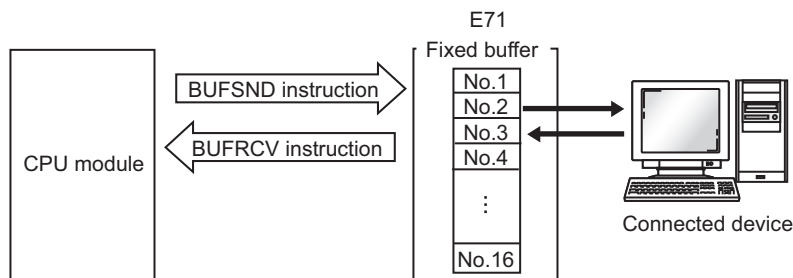 E71
Fixed buffer
BUFSND instruction
BUFRCV instruction
CPU module
No.1
No.2
No.3
No.4
⋮
No.16
Connected device